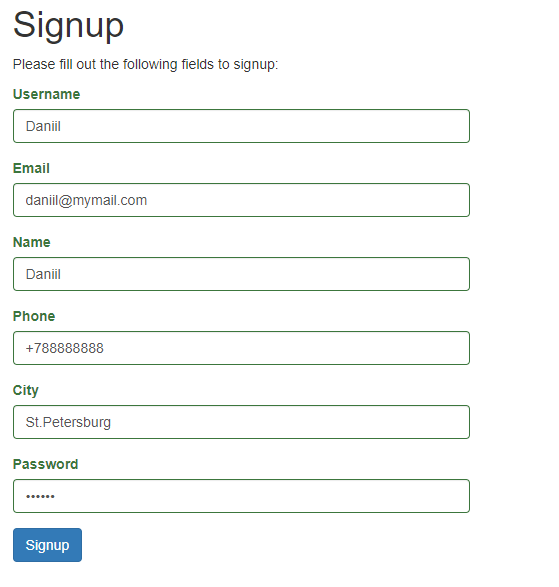 Signup
Please fill out the following fields to signup:
Username
Daniil
Email
daniil@mymail.com
Name
Daniil
Phone
+788888888
City
St.Petersburg
Password
••••••
Signup